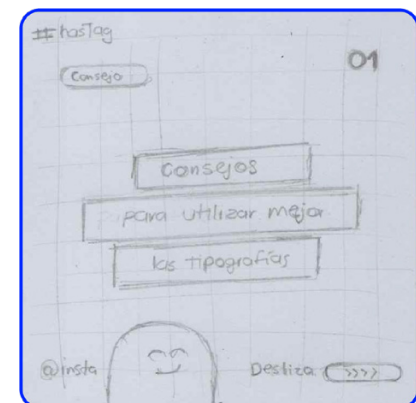 #hasTag
01
Consejo
Consejos
para utilizar mejor
las tipografías
@insta
Desliza >>>>